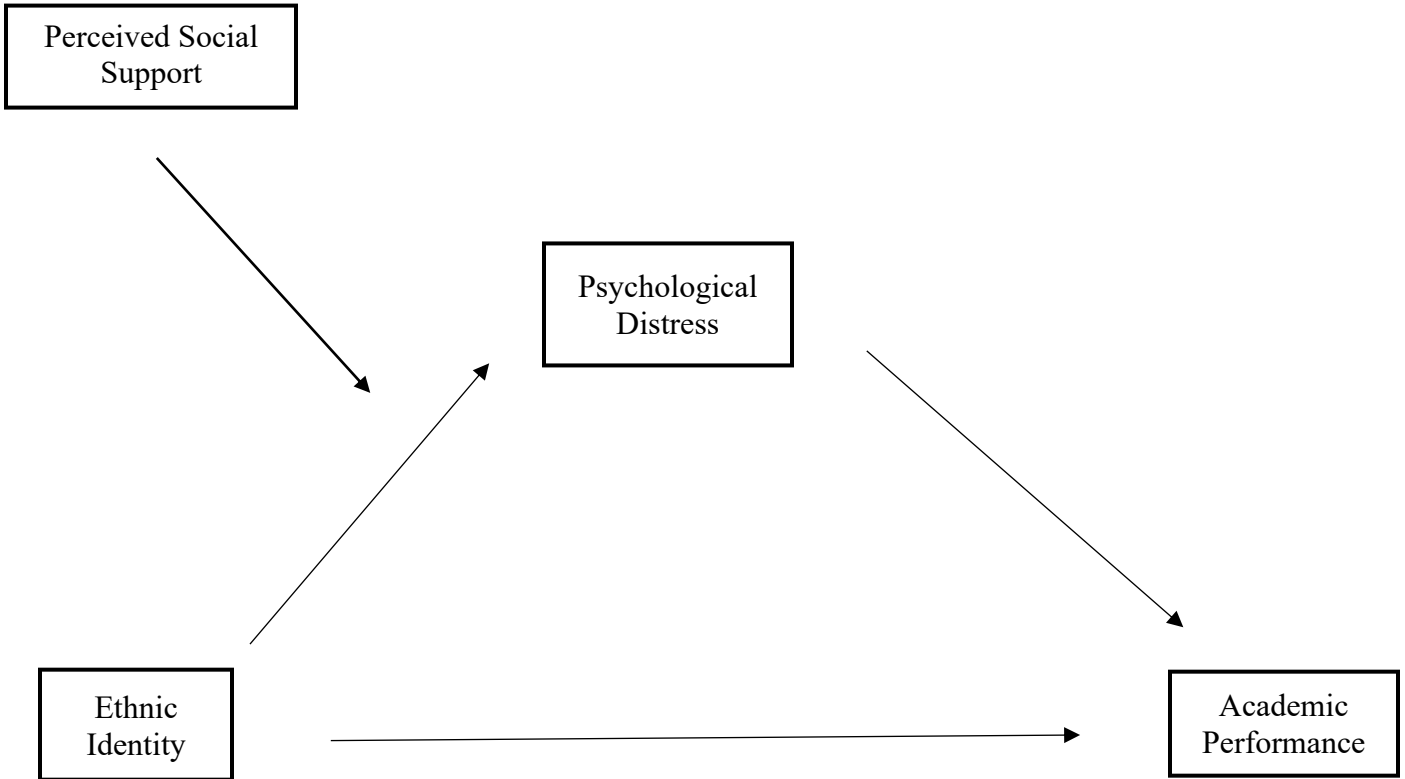 Perceived Social
Support
Psychological
Distress
Ethnic
Identity
Academic
Performance